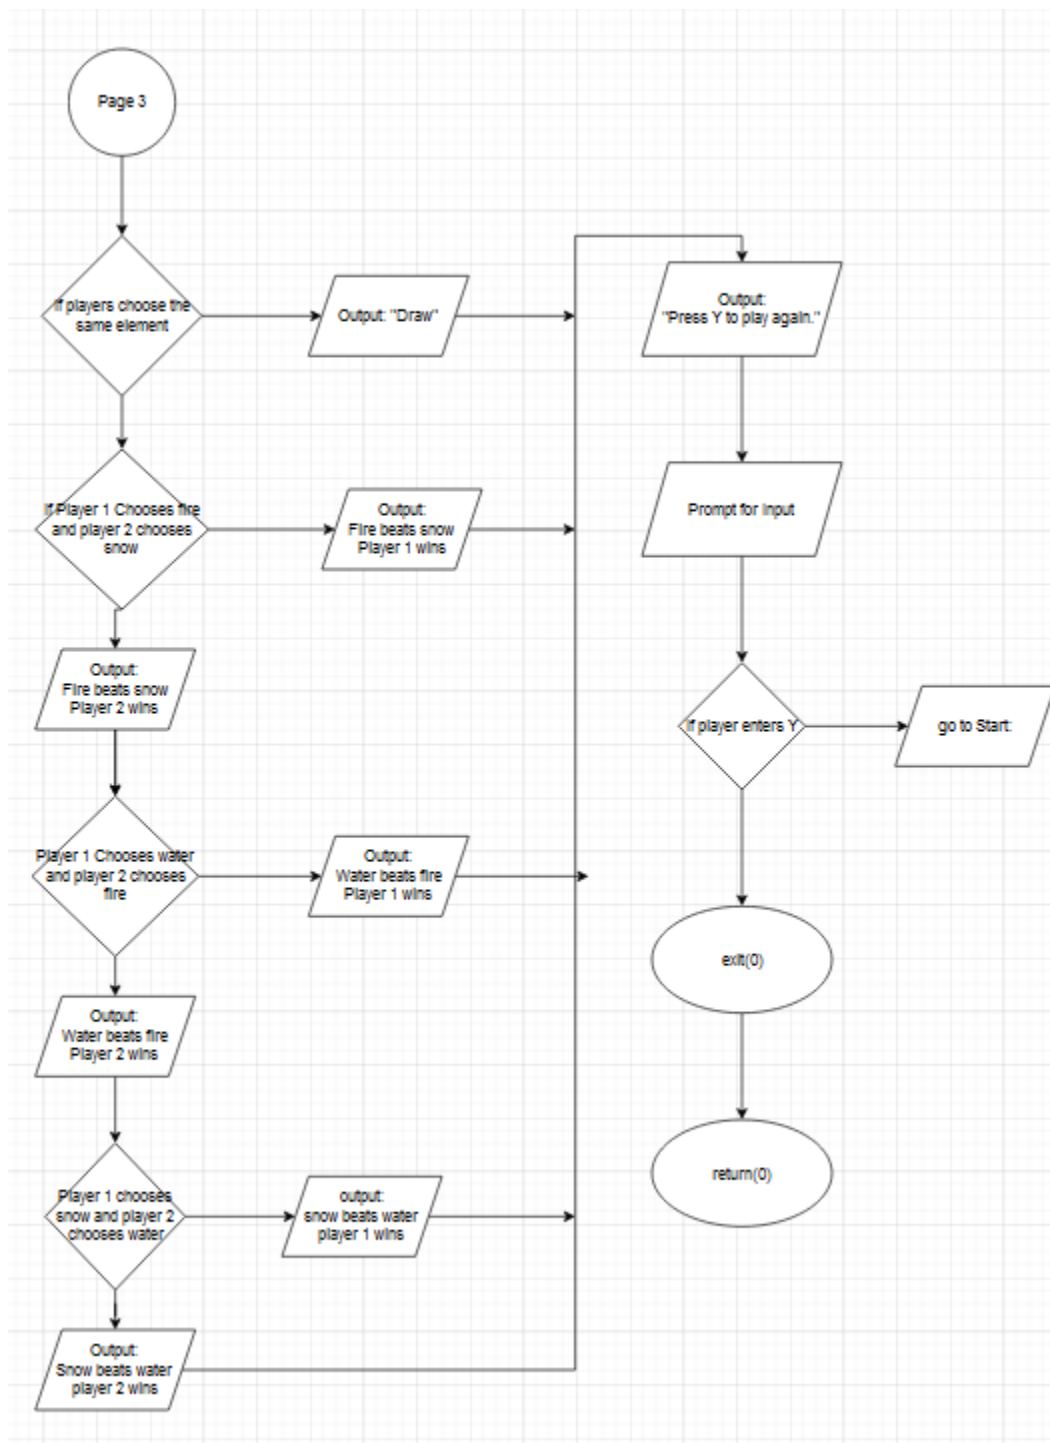 Page 3
If players choose the
same element
Output: "Draw"
If Player 1 Chooses fire
and player 2 chooses
snow
Output:
Fire beats snow
Player 1 wins
Output:
Fire beats snow
Player 2 wins
Player 1 Chooses water
and player 2 chooses
fire
Output:
Water beats fire
Player 1 wins
Output:
Water beats fire
Player 2 wins
Player 1 chooses
snow and player 2
chooses water
output:
snow beats water
player 1 wins
Output:
Snow beats water
player 2 wins
Output:
"Press Y to play again."
Prompt for Input
If player enters Y
go to Start:
exit(0)
return(0)